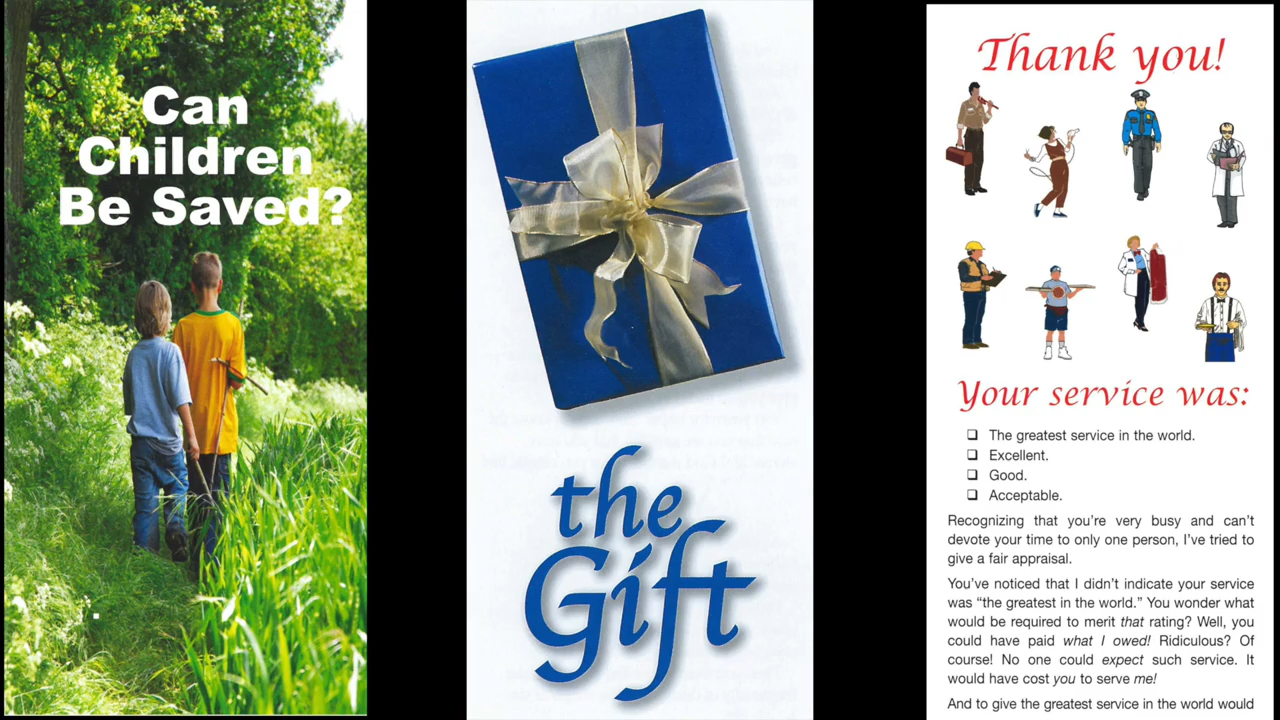 Can
Children
Be Saved?
the
Gift
Thank you!
Your service was:
❑ The greatest service in the world.
❑ Excellent.
❑ Good.
❑ Acceptable.
Recognizing that you're very busy and can't
devote your time to only one person, I've tried to
give a fair appraisal.
You've noticed that I didn't indicate your service
was “the greatest in the world.” You wonder what
would be required to merit that rating? Well, you
could have paid what I owed! Ridiculous? Of
course! No one could expect such service. It
would have cost you to serve me!
And to give the greatest service in the world would